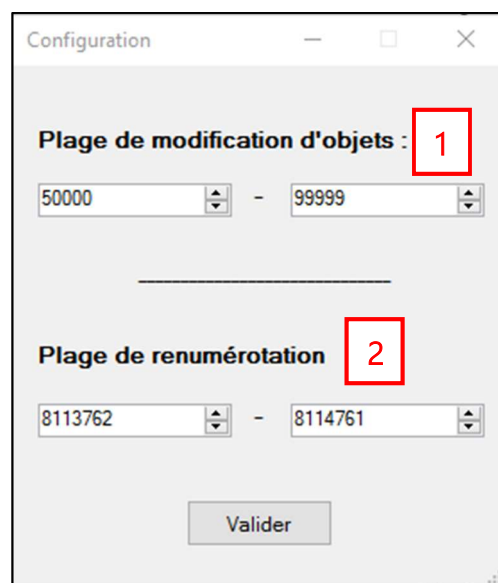 Configuration
Plage de modification d'objets : 1
50000 - 99999
Plage de renumérotation 2
8113762 - 8114761
Valider